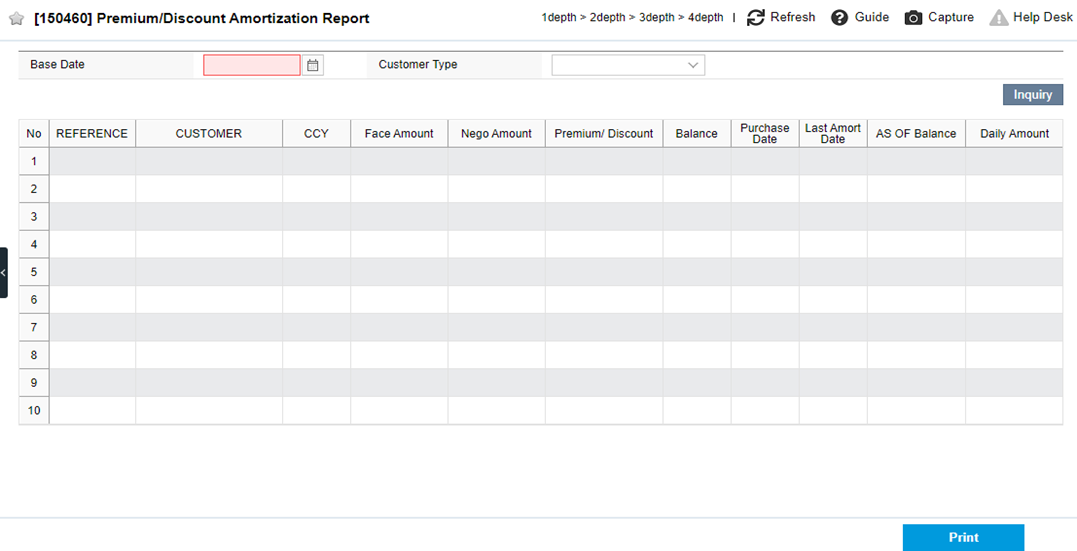 [150460] Premium/Discount Amortization Report
1depth > 2depth > 3depth > 4depth | Refresh Guide Capture Help Desk
Base Date Customer Type
Inquiry
No REFERENCE CUSTOMER CCY Face Amount Nego Amount Premium/ Discount Balance Purchase Date Last Amort Date AS OF Balance Daily Amount
1
2
3
4
5
6
7
8
9
10
Print